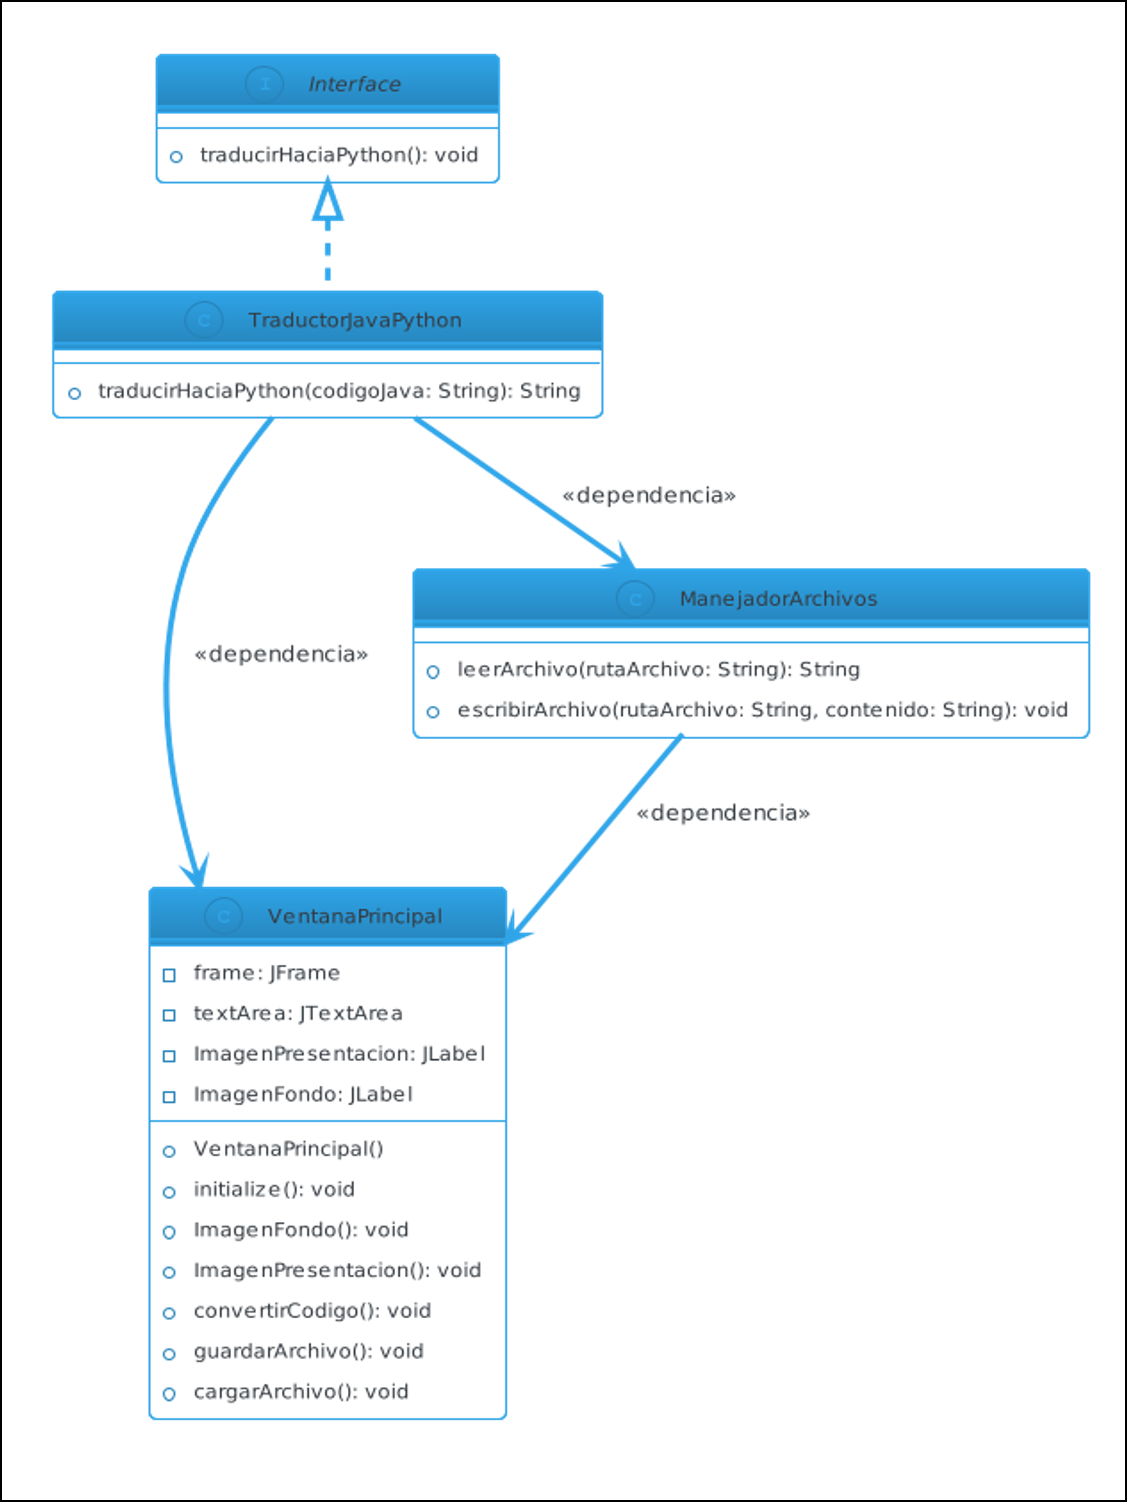 I Interface
traducirHaciaPython(): void
C TraductorJavaPython
traducirHaciaPython(codigoJava: String): String
«dependencia»
C ManejadorArchivos
«dependencia»
leerArchivo(rutaArchivo: String): String
escribirArchivo(rutaArchivo: String, contenido: String): void
«dependencia»
C VentanaPrincipal
frame: JFrame
textArea: JTextArea
ImagenPresentacion: JLabel
ImagenFondo: JLabel
VentanaPrincipal()
initialize(): void
ImagenFondo(): void
ImagenPresentacion(): void
convertirCodigo(): void
guardarArchivo(): void
cargarArchivo(): void